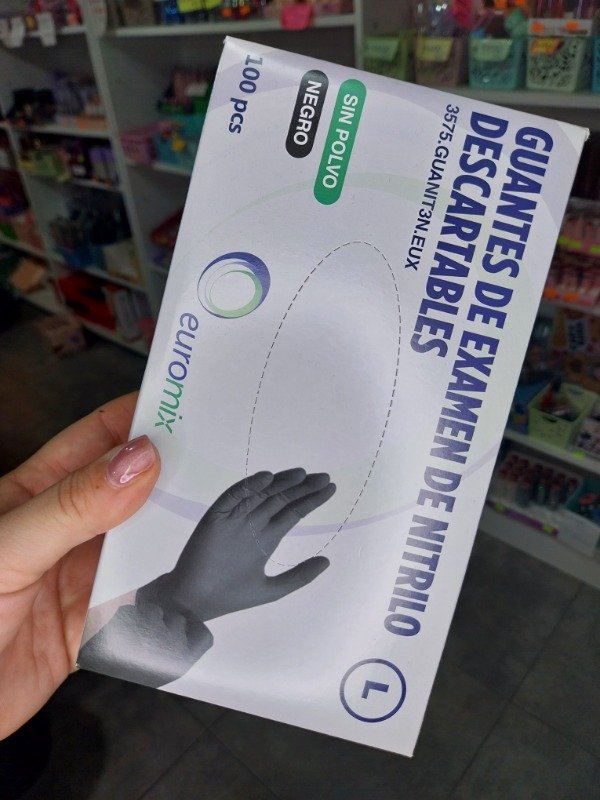 GUANTES DE EXAMEN DE NITRILO
DESCARTABLES
3575.GUANIT3N.EUX
SIN POLVO
NEGRO
100 pcs
euromix
L